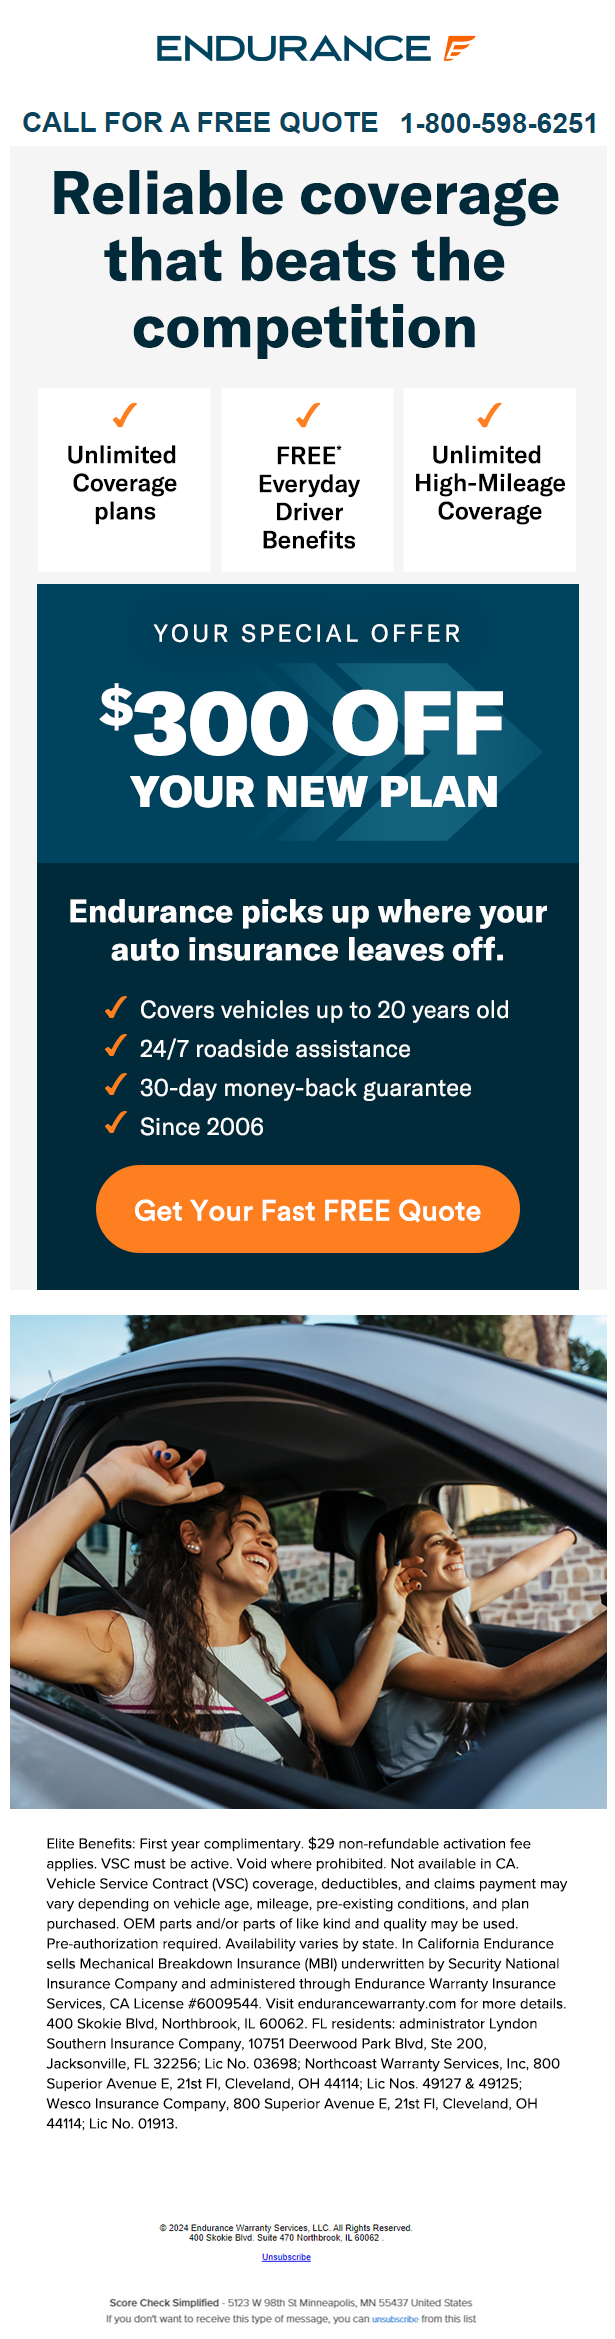 ENDURANCE
CALL FOR A FREE QUOTE 1-800-598-6251
Reliable coverage
that beats the
competition
Unlimited
Coverage
plans
FREE*
Everyday
Driver
Benefits
Unlimited
High-Mileage
Coverage
YOUR SPECIAL OFFER
$300 OFF
YOUR NEW PLAN
Endurance picks up where your
auto insurance leaves off.
Covers vehicles up to 20 years old
24/7 roadside assistance
30-day money-back guarantee
Since 2006
Get Your Fast FREE Quote
Elite Benefits: First year complimentary. $29 non-refundable activation fee
applies. VSC must be active. Void where prohibited. Not available in CA.
Vehicle Service Contract (VSC) coverage, deductibles, and claims payment may
vary depending on vehicle age, mileage, pre-existing conditions, and plan
purchased. OEM parts and/or parts of like kind and quality may be used.
Pre-authorization required. Availability varies by state. In California Endurance
sells Mechanical Breakdown Insurance (MBI) underwritten by Security National
Insurance Company and administered through Endurance Warranty Insurance
Services, CA License #6009544. Visit endurancewarranty.com for more details.
400 Skokie Blvd, Northbrook, IL 60062. FL residents: administrator Lyndon
Southern Insurance Company, 10751 Deerwood Park Blvd, Ste 200,
Jacksonville, FL 32256; Lic No. 03698; Northcoast Warranty Services, Inc, 800
Superior Avenue E, 21st Fl, Cleveland, OH 44114; Lic Nos. 49127 & 49125;
Wesco Insurance Company, 800 Superior Avenue E, 21st Fl, Cleveland, OH
44114; Lic No. 01913.
© 2024 Endurance Warranty Services, LLC. All Rights Reserved.
400 Skokie Blvd. Suite 470 Northbrook, IL 60062 .
Unsubscribe
Score Check Simplified - 5123 W 98th St Minneapolis, MN 55437 United States
If you don't want to receive this type of message, you can unsubscribe from this list